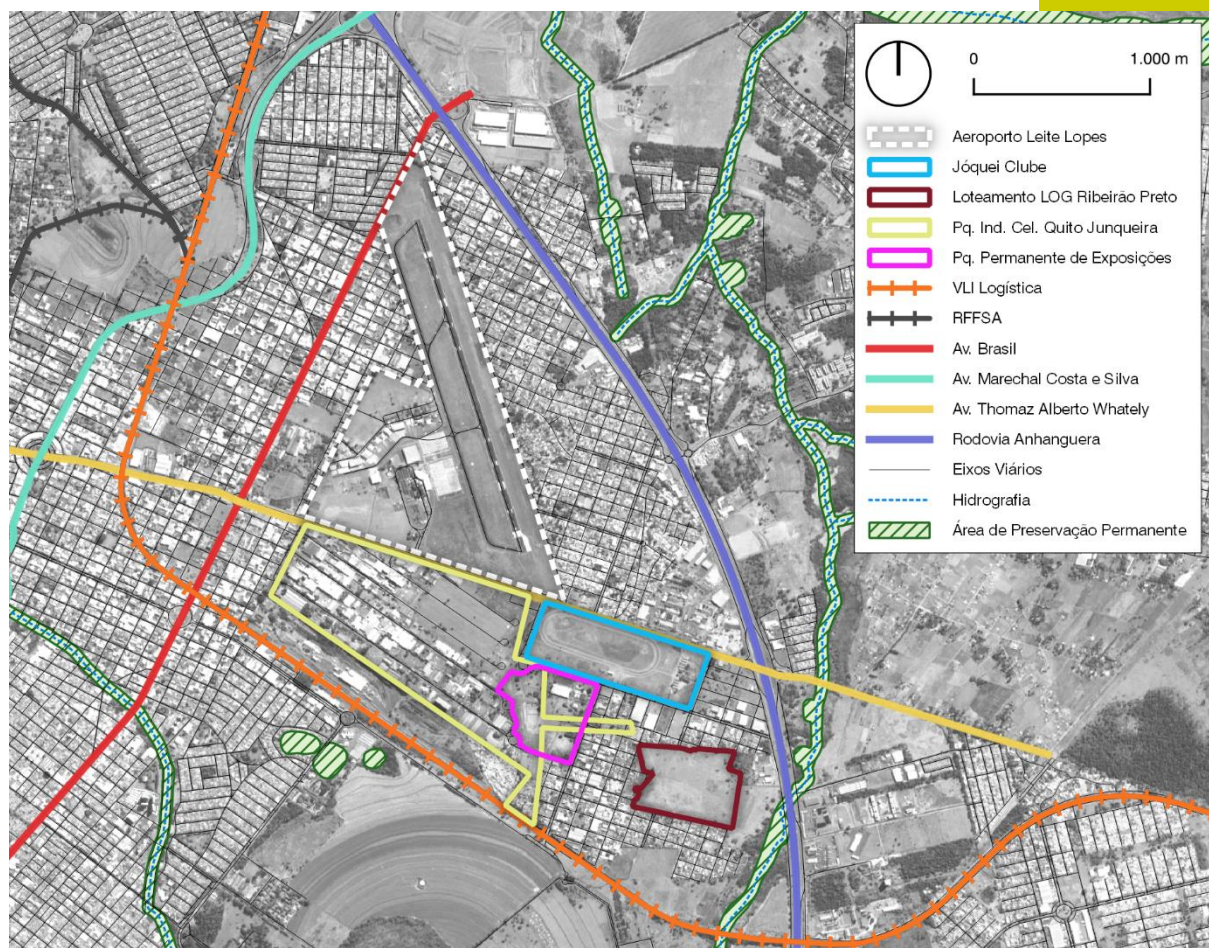 0 1.000 m
Aeroporto Leite Lopes
Jóquei Clube
Loteamento LOG Ribeirão Preto
Pq. Ind. Cel. Quito Junqueira
Pq. Permanente de Exposições
VLI Logística
RFFSA
Av. Brasil
Av. Marechal Costa e Silva
Av. Thomaz Alberto Whately
Rodovia Anhanguera
Eixos Viários
Hidrografia
Área de Preservação Permanente